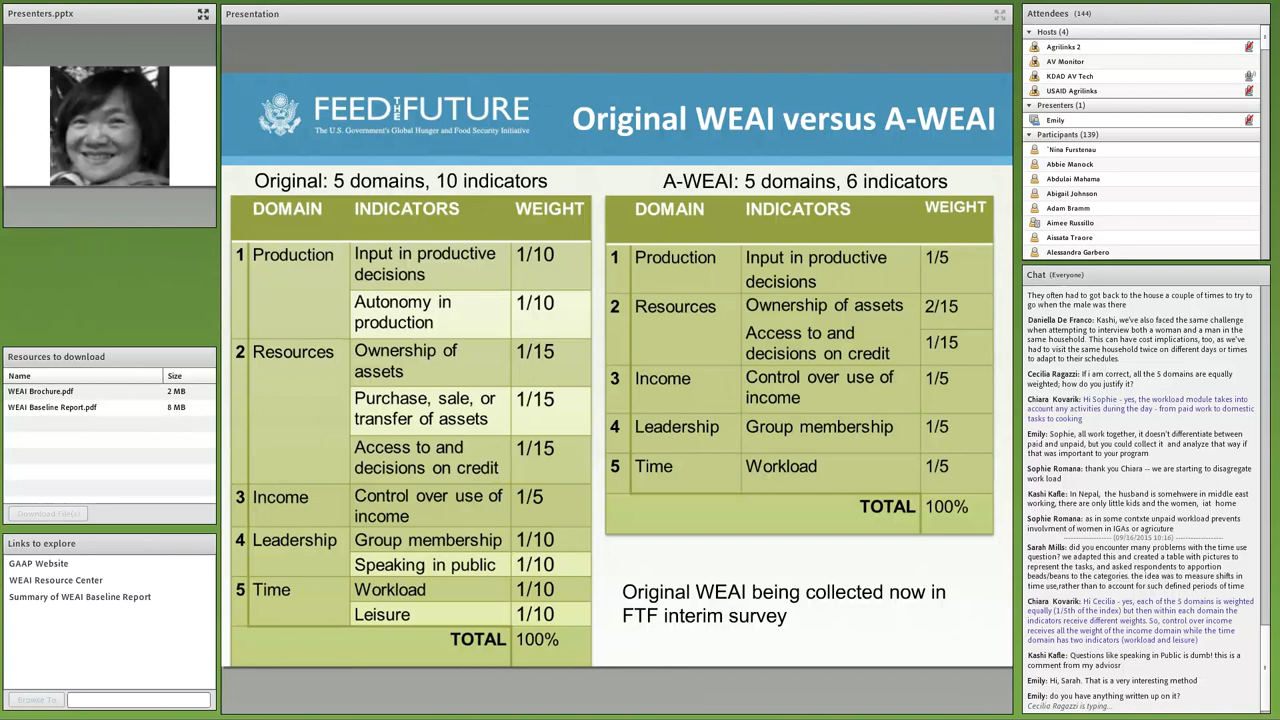 Presenters.pptx
Presentation
FEED THE FUTURE
The U.S. Government's Global Hunger and Food Security Initiative
Original WEAI versus A-WEAI
Original: 5 domains, 10 indicators
DOMAIN INDICATORS WEIGHT
1 Production Input in productive decisions 1/10
Autonomy in production 1/10
2 Resources Ownership of assets 1/15
Purchase, sale, or transfer of assets 1/15
Access to and decisions on credit 1/15
3 Income Control over use of income 1/5
4 Leadership Group membership 1/10
Speaking in public 1/10
5 Time Workload 1/10
Leisure 1/10
TOTAL 100%
A-WEAI: 5 domains, 6 indicators
DOMAIN INDICATORS WEIGHT
1 Production Input in productive decisions 1/5
2 Resources Ownership of assets 2/15
Access to and decisions on credit 1/15
3 Income Control over use of income 1/5
4 Leadership Group membership 1/5
5 Time Workload 1/5
TOTAL 100%
Original WEAI being collected now in
FTF interim survey
Resources to download
Name Size
WEAI Brochure.pdf 2 MB
WEAI Baseline Report.pdf 8 MB
Download File(s)
Links to explore
GAAP Website
WEAI Resource Center
Summary of WEAI Baseline Report
Browse To
Attendees (144)
Hosts (4)
Agrilinks 2
AV Monitor
KDAD AV Tech
USAID Agrilinks
Presenters (1)
Emily
Participants (139)
`Nina Furstenau
Abbie Manock
Abdulai Mahama
Abigail Johnson
Adam Bramm
Aimee Russillo
Aissata Traore
Alessandra Garbero
Chat (Everyone)
They often had to got back to the house a couple of times to try to
go when the male was there
Daniella De Franco: Kashi, we've also faced the same challenge
when attempting to interview both a woman and a man in the
same household. This can have cost implications, too, as we've
had to visit the same household twice on different days or times
to adapt to their schedules.
Cecilia Ragazzi: If i am correct, all the 5 domains are equally
weighted; how do you justify it?
Chiara Kovarik: Hi Sophie - yes, the workload module takes into
account any activities during the day - from paid work to domestic
tasks to cooking
Emily: Sophie, all work together, it doesn't differentiate between
paid and unpaid, but you could collect it and analyze that way if
that was important to your program
Sophie Romana: thank you Chiara -- we are starting to disagregate
work load
Kashi Kafle: In Nepal, the husband is somhwere in middle east
working, there are only little kids and the women, iat home
Sophie Romana: as in some contxte unpaid workload prevents
involvment of women in IGAs or agriculture
(09/16/2015 10:16)
Sarah Mills: did you encounter many problems with the time use
question? we adapted this and created a table with pictures to
represent the tasks, and asked respondents to apportion
beads/beans to the categories. the idea was to measure shifts in
time use,rather than to account for such defined periods of time
Chiara Kovarik: Hi Cecilia - yes, each of the 5 domains is weighted
equally (1/5th of the index) but then within each domain the
indicators receive different weights. So, control over income
receives all the weight of the income domain while the time
domain has two indicators (workload and leisure)
Kashi Kafle: Questions like speaking in Public is dumb! this is a
comment from my adviosr
Emily: Hi, Sarah. That is a very interesting method
Emily: do you have anything written up on it?
Cecilia Ragazzi is typing...